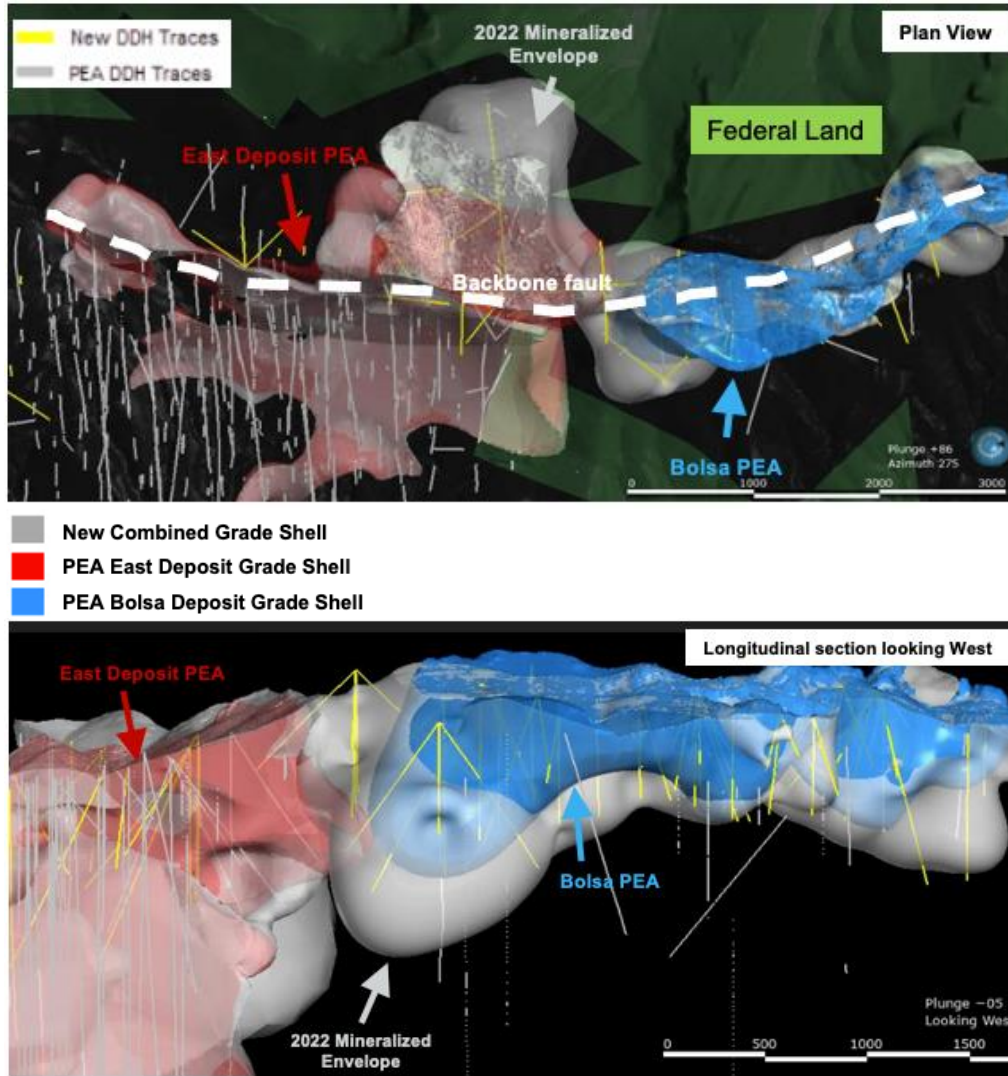 New DDH Traces
PEA DDH Traces
2022 Mineralized
Envelope
Plan View
Federal Land
East Deposit PEA
Backbone fault
Bolsa PEA
Plunge +86
Azimuth 275
0 1000 2000 3000
New Combined Grade Shell
PEA East Deposit Grade Shell
PEA Bolsa Deposit Grade Shell
Longitudinal section looking West
East Deposit PEA
Bolsa PEA
2022 Mineralized
Envelope
Plunge −05
Looking Wes
0 500 1000 1500